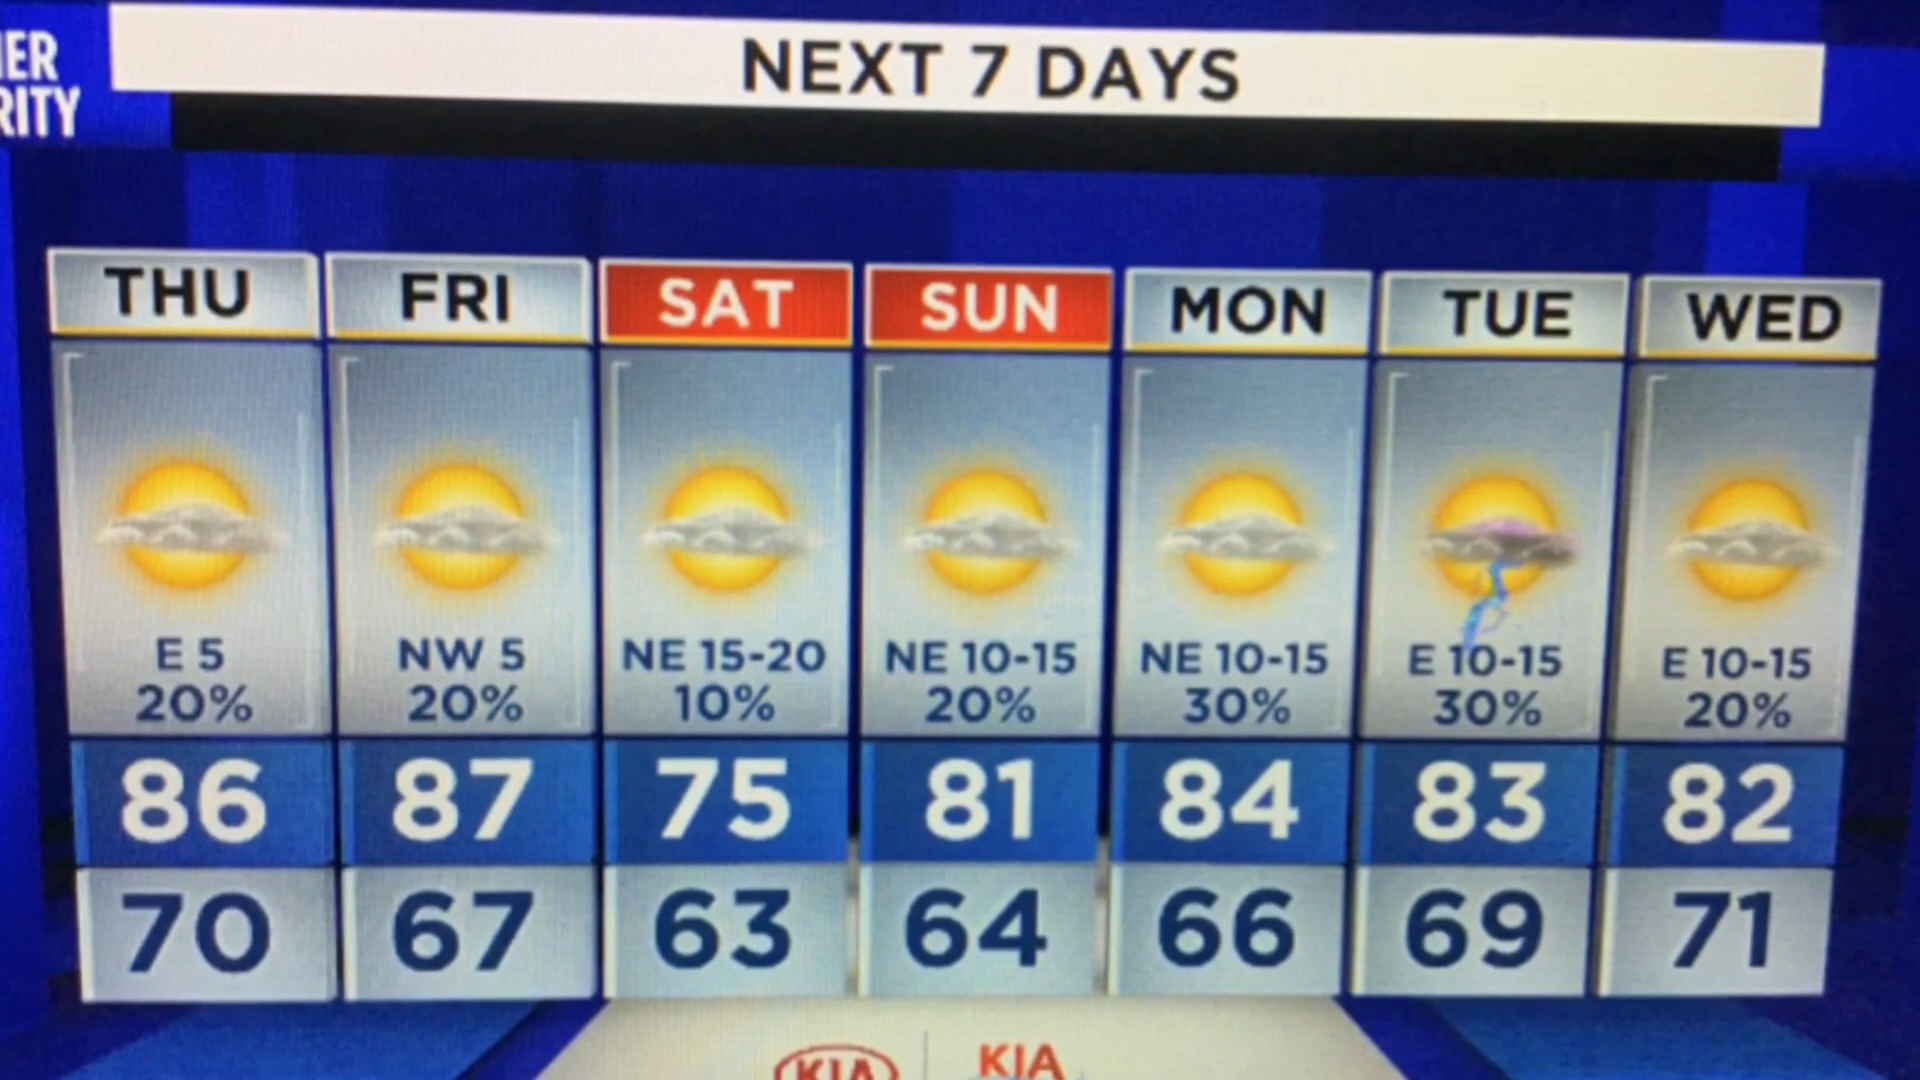 NEXT 7 DAYS
THU FRI SAT SUN MON TUE WED
E 5 NW 5 NE 15-20 NE 10-15 NE 10-15 E 10-15 E 10-15
20% 20% 10% 20% 30% 30% 20%
86 87 75 81 84 83 82
70 67 63 64 66 69 71
KIA KIA